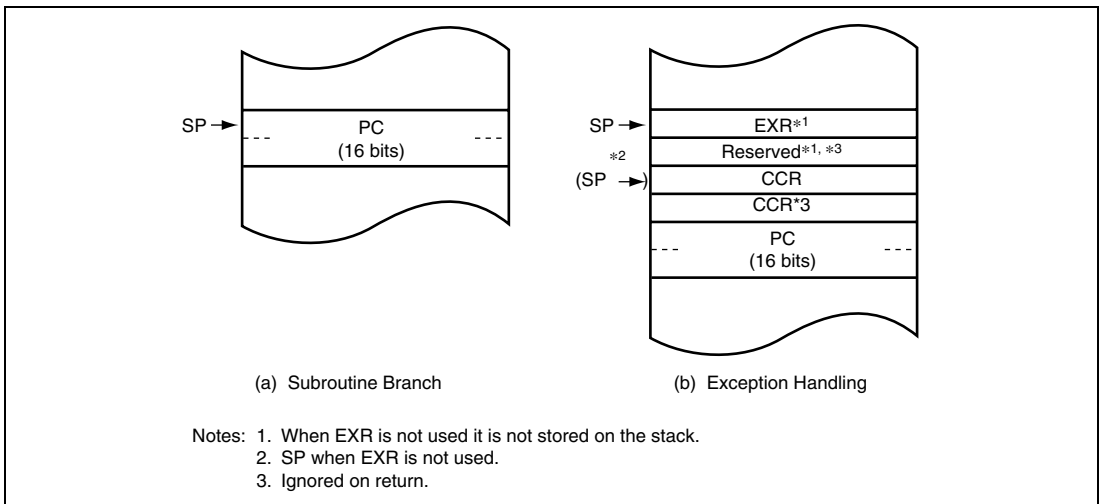 SP
PC
(16 bits)
SP
EXR*1
Reserved*1, *3
*2
(SP )
CCR
CCR*3
PC
(16 bits)
(a) Subroutine Branch
(b) Exception Handling
Notes: 1. When EXR is not used it is not stored on the stack.
2. SP when EXR is not used.
3. Ignored on return.